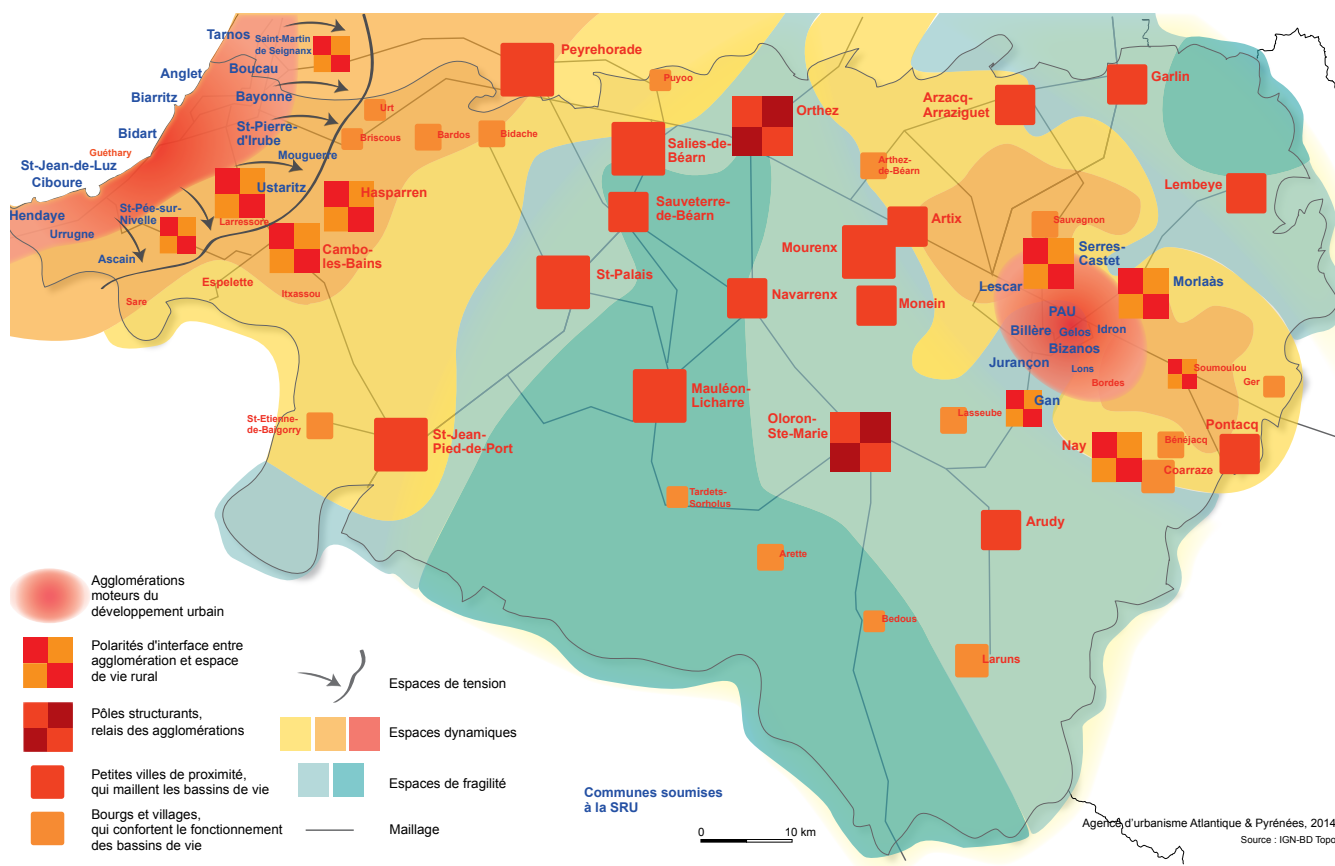 Tarnos
Saint-Martin
de Seignanx
Peyrehorade
Boucau
Anglet
Puyoo
Garlin
Biarritz
Bayonne
Arzacq-
Arraziguet
Urt
Orthez
Bidart
St-Pierre-
d'Irube
Briscous
Bardos
Bidache
Salies-de-
Béarn
Guéthary
Mouguerre
St-Jean-de-Luz
Ciboure
Arthez-
de-Béarn
Ustaritz
Hasparren
Lembeye
Hendaye
St-Pée-sur-
Nivelle
Larressore
Sauveterre-
de-Béarn
Artix
Sauvagnon
Urrugne
Mourenx
Serres-
Castet
Ascain
Cambo-
les-Bains
St-Palais
Espelette
Itxassou
Navarrenx
Monein
Lescar
Morlaàs
Sare
PAU
Billère
Gelos
Idron
Bizanos
Jurançon
Lons
Bordes
Soumoulou
Ger
Mauléon-
Licharre
Gan
St-Etienne-
de-Baïgorry
Lasseube
Oloron-
Ste-Marie
St-Jean-
Pied-de-Port
Pontacq
Nay
Bénéjacq
Coarraze
Tardets-
Sorholus
Arudy
Arette
Bedous
Laruns
Agglomérations
moteurs du
développement urbain
Polarités d'interface entre
agglomération et espace
de vie rural
Pôles structurants,
relais des agglomérations
Petites villes de proximité,
qui maillent les bassins de vie
Bourgs et villages,
qui confortent le fonctionnement
des bassins de vie
Espaces de tension
Espaces dynamiques
Espaces de fragilité
Maillage
Communes soumises
à la SRU
0 10 km
Agence d'urbanisme Atlantique & Pyrénées, 2014
Source : IGN-BD Topo